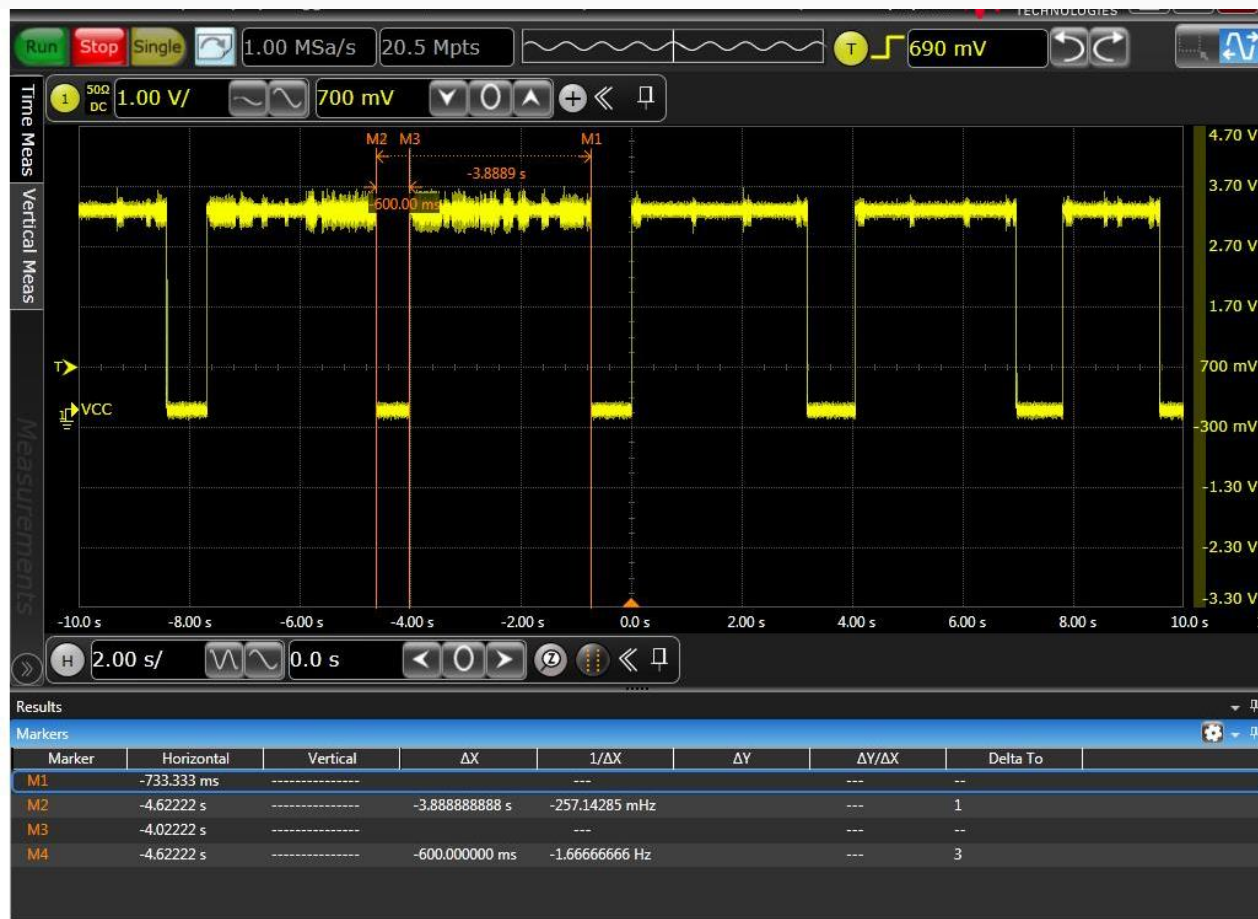 TECHNOLOGIES
Run Stop Single 1.00 MSa/s 20.5 Mpts T 690 mV
1 50Ω DC 1.00 V/ 700 mV
Time Meas
Vertical Meas
Measurements
M2 M3 M1
-3.8889 s
-600.00 ms
4.70 V
3.70 V
2.70 V
1.70 V
T 700 mV
1 VCC
-300 mV
-1.30 V
-2.30 V
-3.30 V
-10.0 s -8.00 s -6.00 s -4.00 s -2.00 s 0.0 s 2.00 s 4.00 s 6.00 s 8.00 s 10.0 s
H 2.00 s/ 0.0 s Z
Results
Markers
Marker Horizontal Vertical ΔX 1/ΔX ΔY ΔY/ΔX Delta To
M1 -733.333 ms --------------- --- --- --
M2 -4.62222 s --------------- -3.888888888 s -257.14285 mHz --- 1
M3 -4.02222 s --------------- --- --- --
M4 -4.62222 s --------------- -600.000000 ms -1.66666666 Hz --- 3